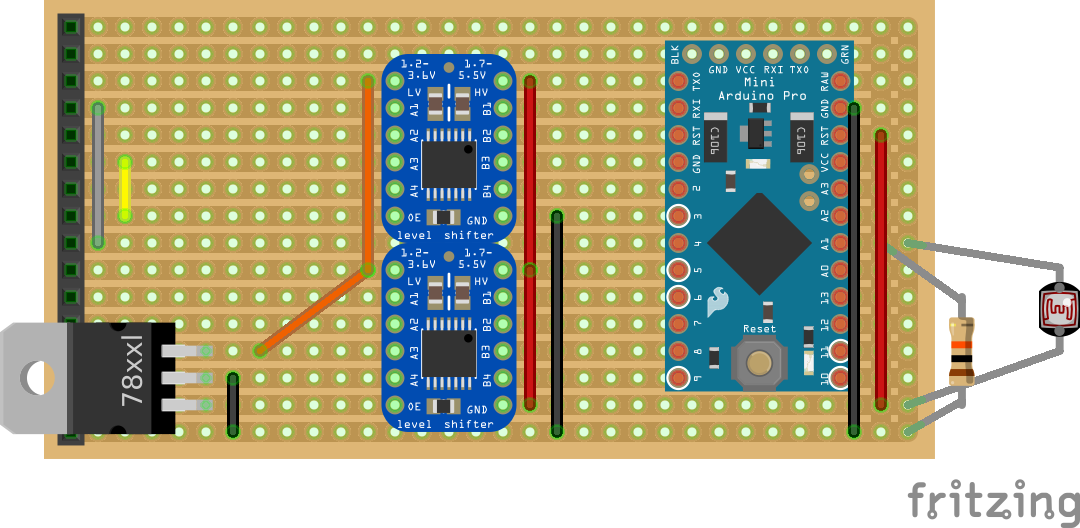 1.2-
3.6V
1.7-
5.5V
LV
HV
A1
B1
A2
B2
A3
B3
A4
B4
OE
GND
level shifter
1.2-
3.6V
1.7-
5.5V
LV
HV
A1
B1
A2
B2
A3
B3
A4
B4
OE
GND
level shifter
78xxl
BLK
GND VCC RXI TXO
GRN
Mini
Arduino Pro
TXO
RXI
RST
GND
2
3
4
5
6
7
8
9
RAW
GND
RST
VCC
A3
A2
A1
A0
13
12
11
10
C106
C106
Reset
fritzing